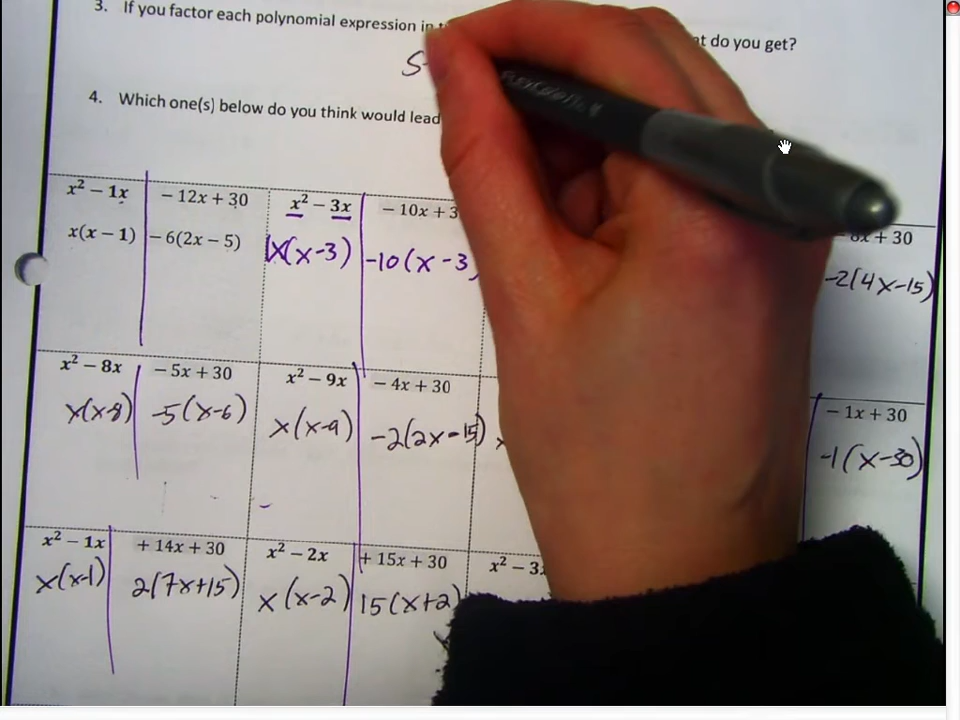 3. If you factor each polynomial expression in at do you get?
S
4. Which one(s) below do you think would lead
x² – 1x – 12x + 30 x² – 3x – 10x + 3 8x + 30
x(x – 1) – 6(2x – 5) x(x-3) -10(x-3 -2(4x-15)
x² – 8x – 5x + 30 x² – 9x – 4x + 30 – 1x + 30
x(x-8) -5(x-6) x(x-9) -2(2x-15) -1(x-30)
x² – 1x + 14x + 30 x² – 2x + 15x + 30 x² – 3
x(x-1) 2(7x+15) x(x-2) 15(x+2)